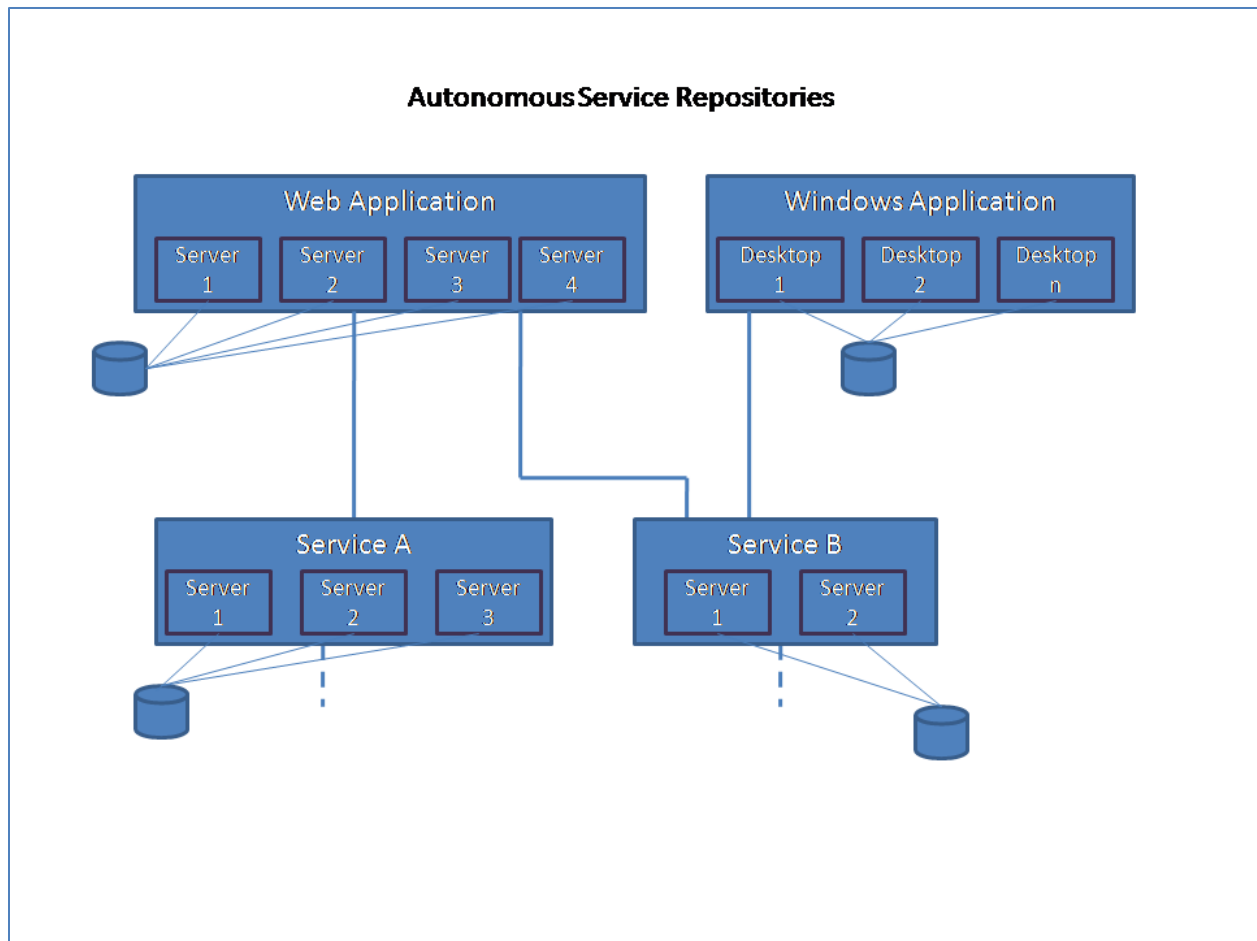 Autonomous Service Repositories
Web Application
Server
1
Server
2
Server
3
Server
4
Windows Application
Desktop
1
Desktop
2
Desktop
n
Service A
Server
1
Server
2
Server
3
Service B
Server
1
Server
2